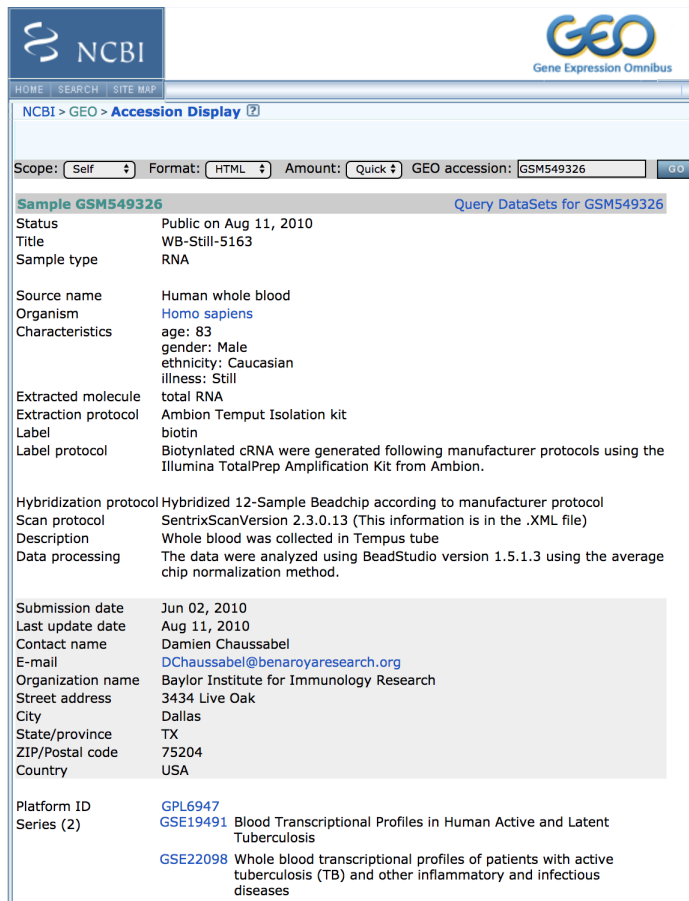 NCBI
GEO
Gene Expression Omnibus
HOME SEARCH SITE MAP
NCBI > GEO > Accession Display ?
Scope: Self Format: HTML Amount: Quick GEO accession: GSM549326 GO
Sample GSM549326 Query DataSets for GSM549326
Status Public on Aug 11, 2010
Title WB-Still-5163
Sample type RNA
Source name Human whole blood
Organism Homo sapiens
Characteristics age: 83
gender: Male
ethnicity: Caucasian
illness: Still
Extracted molecule total RNA
Extraction protocol Ambion Temput Isolation kit
Label biotin
Label protocol Biotynlated cRNA were generated following manufacturer protocols using the
Illumina TotalPrep Amplification Kit from Ambion.
Hybridization protocol Hybridized 12-Sample Beadchip according to manufacturer protocol
Scan protocol SentrixScanVersion 2.3.0.13 (This information is in the .XML file)
Description Whole blood was collected in Tempus tube
Data processing The data were analyzed using BeadStudio version 1.5.1.3 using the average
chip normalization method.
Submission date Jun 02, 2010
Last update date Aug 11, 2010
Contact name Damien Chaussabel
E-mail DChaussabel@benaroyaresearch.org
Organization name Baylor Institute for Immunology Research
Street address 3434 Live Oak
City Dallas
State/province TX
ZIP/Postal code 75204
Country USA
Platform ID GPL6947
Series (2) GSE19491 Blood Transcriptional Profiles in Human Active and Latent
Tuberculosis
GSE22098 Whole blood transcriptional profiles of patients with active
tuberculosis (TB) and other inflammatory and infectious
diseases